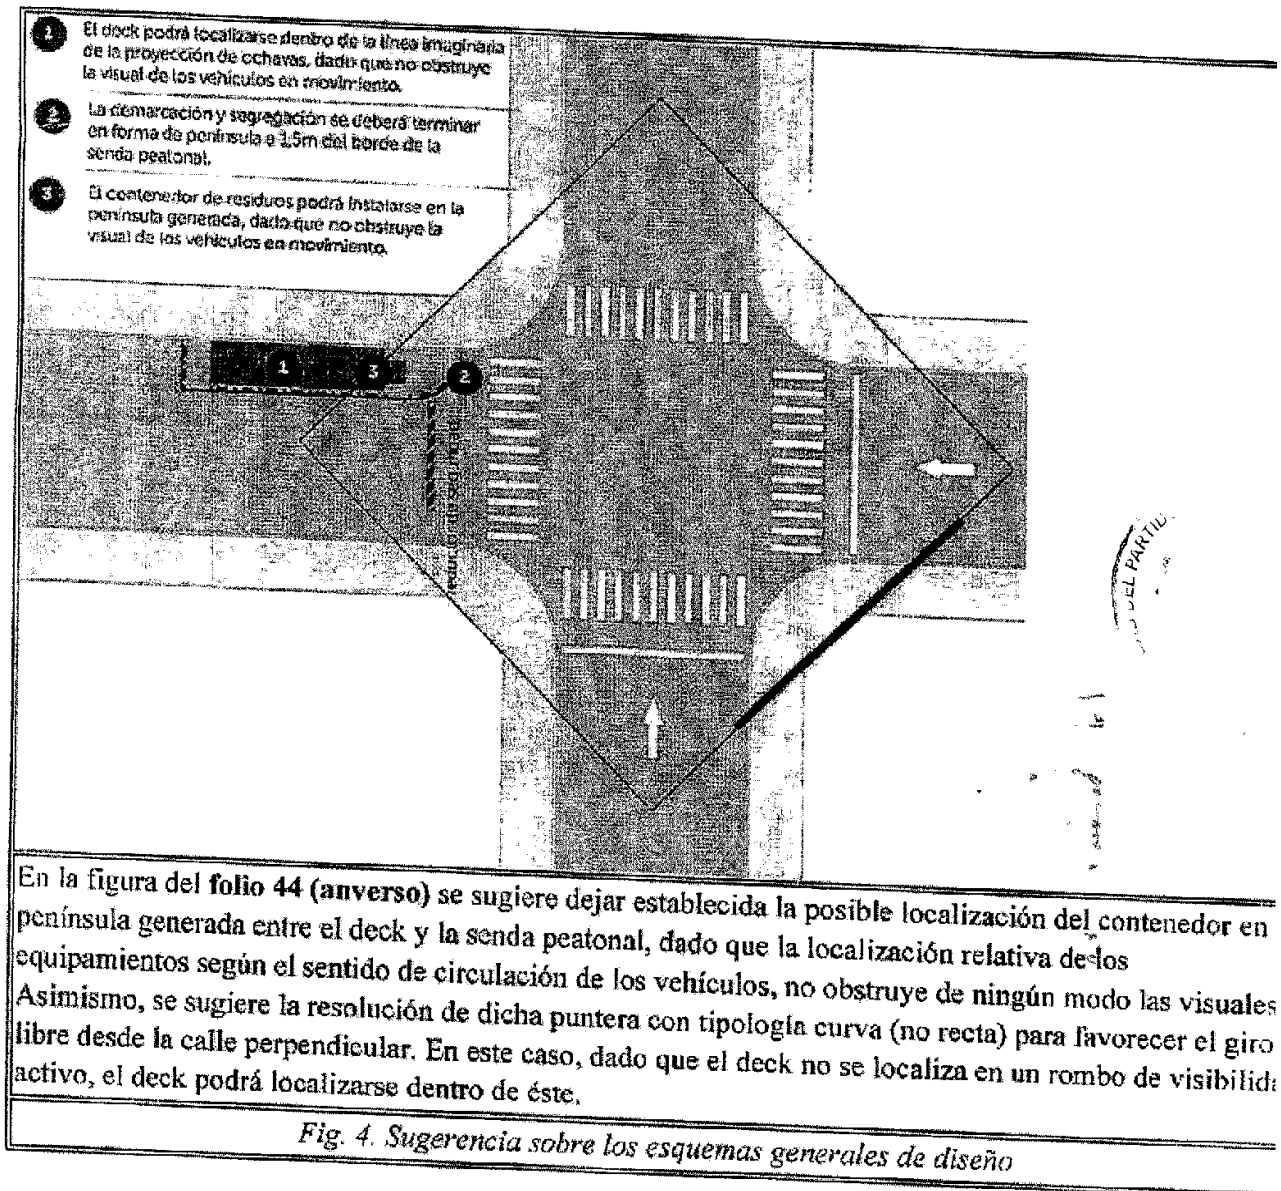 1
El deck podrá localizarse dentro de la línea imaginaria
de la proyección de ochavas, dado que no obstruye
la visual de los vehículos en movimiento.
2
La demarcación y segregación se deberá terminar
en forma de península a 1,5m del borde de la
senda peatonal.
3
El contenedor de residuos podrá instalarse en la
península generada, dado que no obstruye la
visual de los vehículos en movimiento.
1
3
2
DEL PARTID
En la figura del folio 44 (anverso) se sugiere dejar establecida la posible localización del contenedor en
península generada entre el deck y la senda peatonal, dado que la localización relativa de los
equipamientos según el sentido de circulación de los vehículos, no obstruye de ningún modo las visuales
Asimismo, se sugiere la resolución de dicha puntera con tipología curva (no recta) para favorecer el giro
libre desde la calle perpendicular. En este caso, dado que el deck no se localiza en un rombo de visibilida
activo, el deck podrá localizarse dentro de éste.
Fig. 4. Sugerencia sobre los esquemas generales de diseño